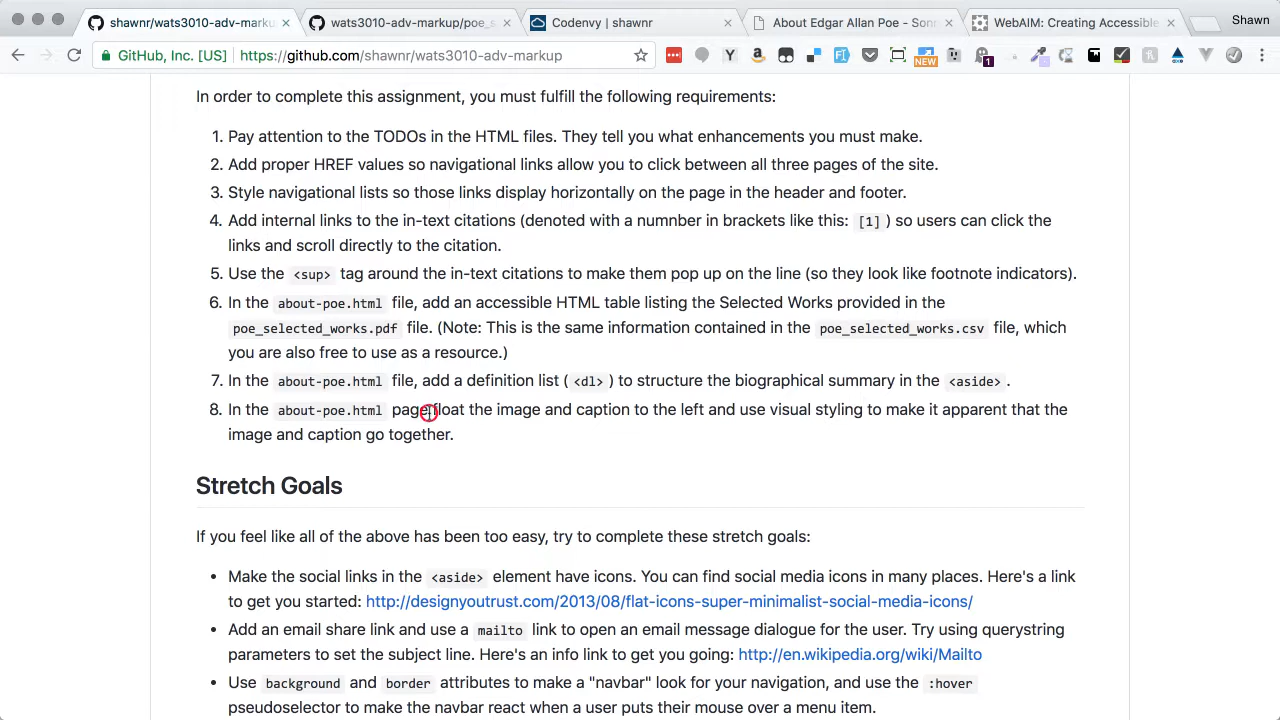 shawnr/wats3010-adv-marku
wats3010-adv-markup/poe_s
Codenvy | shawnr
About Edgar Allan Poe - Sonn
WebAIM: Creating Accessible
Shawn
GitHub, Inc. [US]
https://github.com/shawnr/wats3010-adv-markup
NEW
1
In order to complete this assignment, you must fulfill the following requirements:
1. Pay attention to the TODOs in the HTML files. They tell you what enhancements you must make.
2. Add proper HREF values so navigational links allow you to click between all three pages of the site.
3. Style navigational lists so those links display horizontally on the page in the header and footer.
4. Add internal links to the in-text citations (denoted with a numnber in brackets like this: [1] ) so users can click the
links and scroll directly to the citation.
5. Use the <sup> tag around the in-text citations to make them pop up on the line (so they look like footnote indicators).
6. In the about-poe.html file, add an accessible HTML table listing the Selected Works provided in the
poe_selected_works.pdf file. (Note: This is the same information contained in the poe_selected_works.csv file, which
you are also free to use as a resource.)
7. In the about-poe.html file, add a definition list ( <dl> ) to structure the biographical summary in the <aside> .
8. In the about-poe.html page, float the image and caption to the left and use visual styling to make it apparent that the
image and caption go together.
Stretch Goals
If you feel like all of the above has been too easy, try to complete these stretch goals:
• Make the social links in the <aside> element have icons. You can find social media icons in many places. Here's a link
to get you started: http://designyoutrust.com/2013/08/flat-icons-super-minimalist-social-media-icons/
• Add an email share link and use a mailto link to open an email message dialogue for the user. Try using querystring
parameters to set the subject line. Here's an info link to get you going: http://en.wikipedia.org/wiki/Mailto
• Use background and border attributes to make a "navbar" look for your navigation, and use the :hover
pseudoselector to make the navbar react when a user puts their mouse over a menu item.